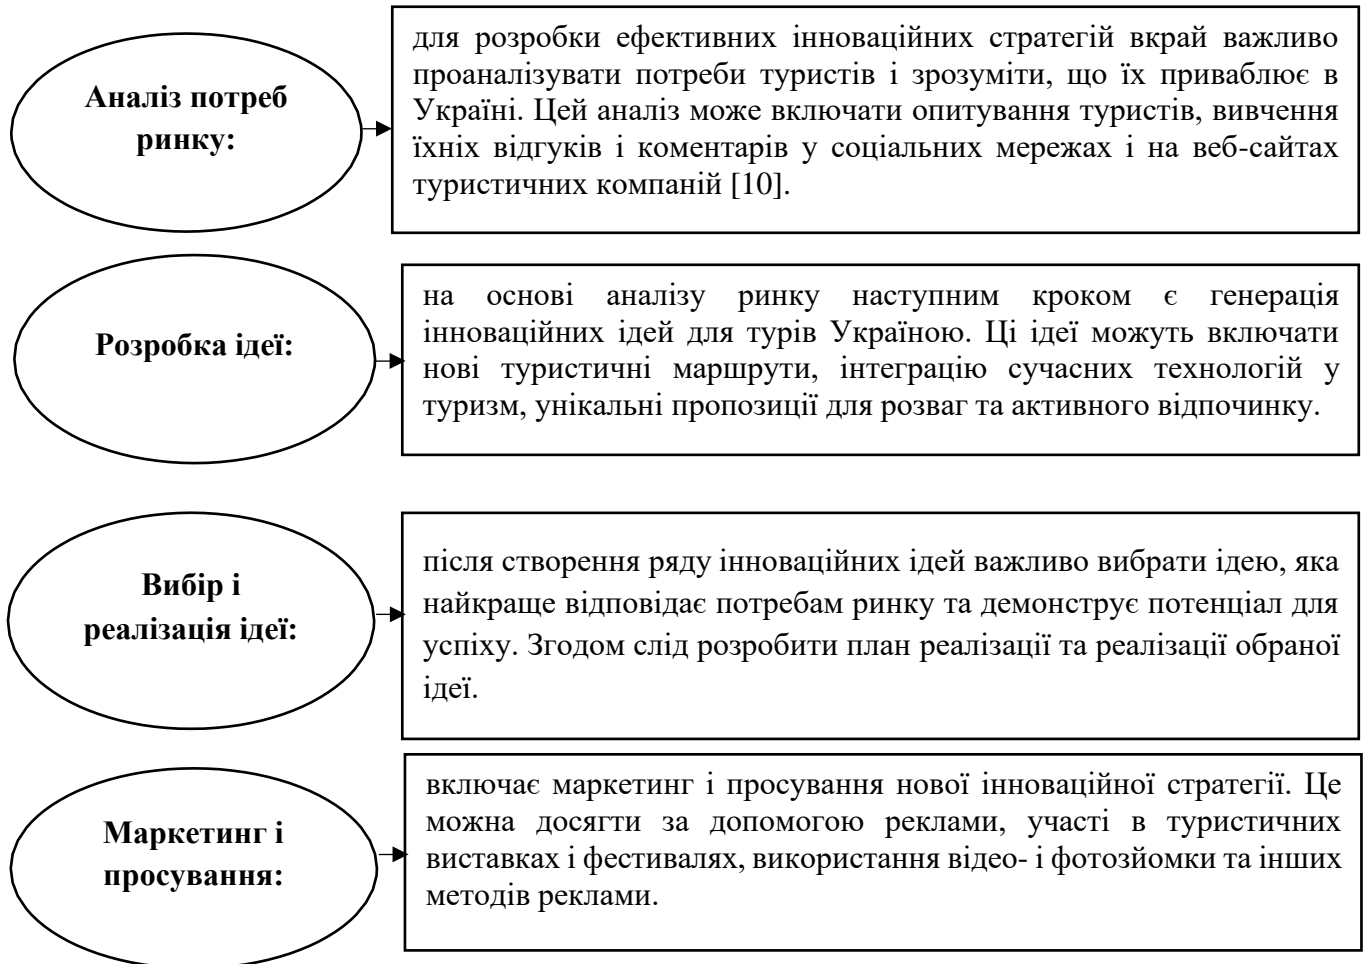 Аналіз потреб
ринку:
для розробки ефективних інноваційних стратегій вкрай важливо
проаналізувати потреби туристів і зрозуміти, що їх приваблює в
Україні. Цей аналіз може включати опитування туристів, вивчення
їхніх відгуків і коментарів у соціальних мережах і на веб-сайтах
туристичних компаній [10].
Розробка ідеї:
на основі аналізу ринку наступним кроком є генерація
інноваційних ідей для турів Україною. Ці ідеї можуть включати
нові туристичні маршрути, інтеграцію сучасних технологій у
туризм, унікальні пропозиції для розваг та активного відпочинку.
Вибір і
реалізація ідеї:
після створення ряду інноваційних ідей важливо вибрати ідею, яка
найкраще відповідає потребам ринку та демонструє потенціал для
успіху. Згодом слід розробити план реалізації та реалізації обраної
ідеї.
Маркетинг і
просування:
включає маркетинг і просування нової інноваційної стратегії. Це
можна досягти за допомогою реклами, участі в туристичних
виставках і фестивалях, використання відео- і фотозйомки та інших
методів реклами.